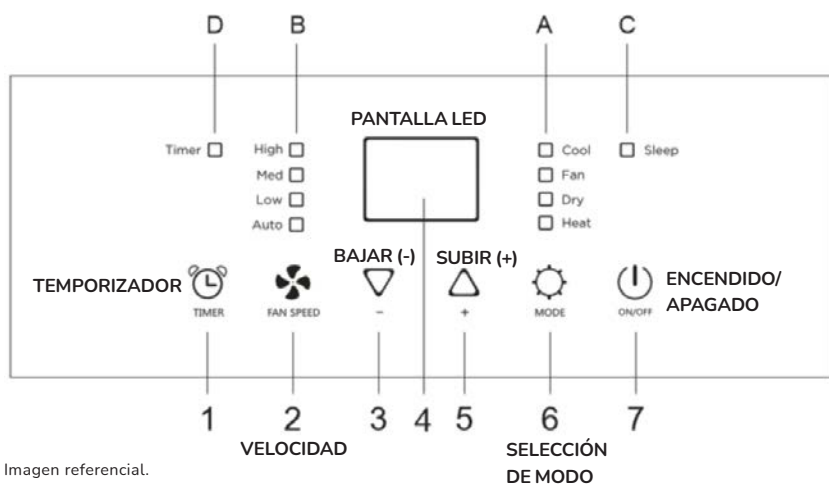 D B A C
PANTALLA LED
Timer High Cool Sleep
Med Fan
Low Dry
Auto Heat
BAJAR (-) SUBIR (+)
TEMPORIZADOR ENCENDIDO/
APAGADO
TIMER FAN SPEED - + MODE ON/OFF
1 2 3 4 5 6 7
VELOCIDAD SELECCIÓN
DE MODO
Imagen referencial.